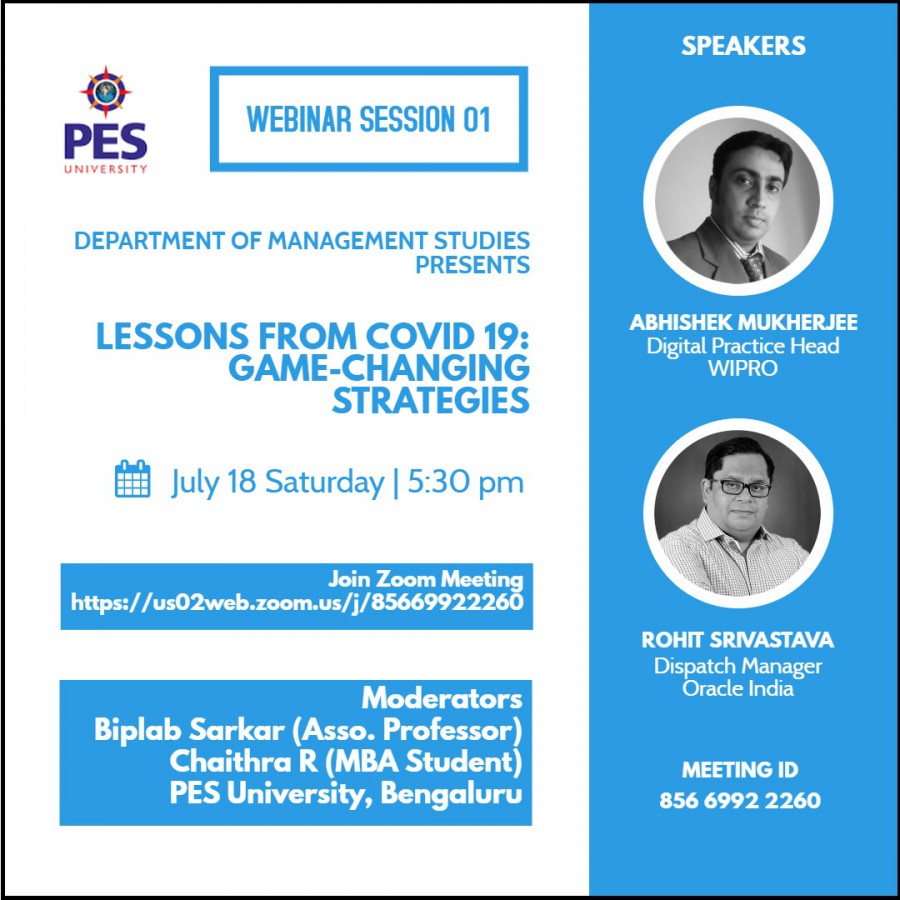 PES
UNIVERSITY
WEBINAR SESSION 01
DEPARTMENT OF MANAGEMENT STUDIES
PRESENTS
LESSONS FROM COVID 19:
GAME-CHANGING
STRATEGIES
July 18 Saturday | 5:30 pm
Join Zoom Meeting
https://us02web.zoom.us/j/85669922260
Moderators
Biplab Sarkar (Asso. Professor)
Chaithra R (MBA Student)
PES University, Bengaluru
SPEAKERS
ABHISHEK MUKHERJEE
Digital Practice Head
WIPRO
ROHIT SRIVASTAVA
Dispatch Manager
Oracle India
MEETING ID
856 6992 2260